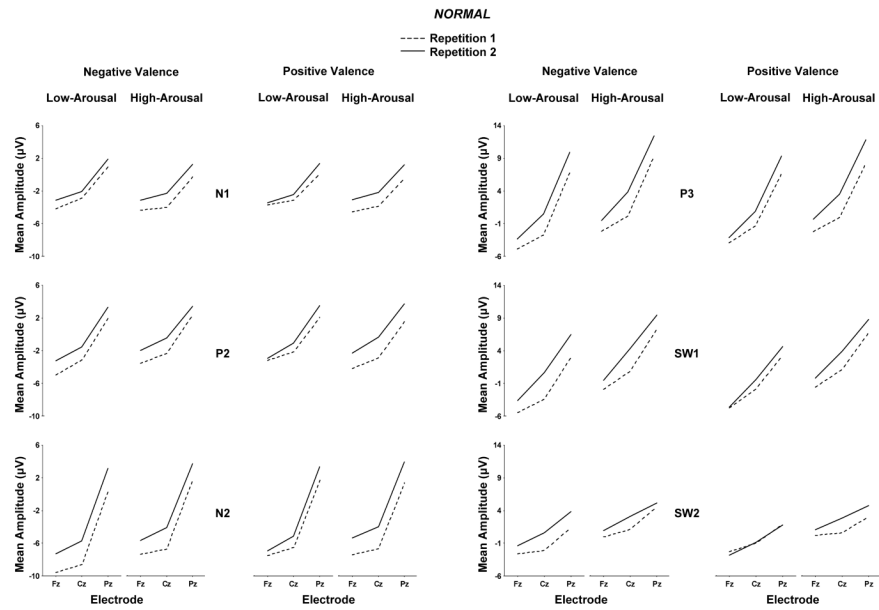 NORMAL
Repetition 1
Repetition 2
Negative Valence Positive Valence Negative Valence Positive Valence
Low-Arousal High-Arousal Low-Arousal High-Arousal Low-Arousal High-Arousal Low-Arousal High-Arousal
Mean Amplitude (µV)
6
2
-2
-6
-10
N1
Mean Amplitude (µV)
14
9
4
-1
-6
P3
Mean Amplitude (µV)
6
2
-2
-6
-10
P2
Mean Amplitude (µV)
14
9
4
-1
-6
SW1
Mean Amplitude (µV)
6
2
-2
-6
-10
N2
Mean Amplitude (µV)
14
9
4
-1
-6
SW2
Fz Cz Pz Fz Cz Pz Fz Cz Pz Fz Cz Pz Fz Cz Pz Fz Cz Pz Fz Cz Pz Fz Cz Pz
Electrode Electrode Electrode Electrode